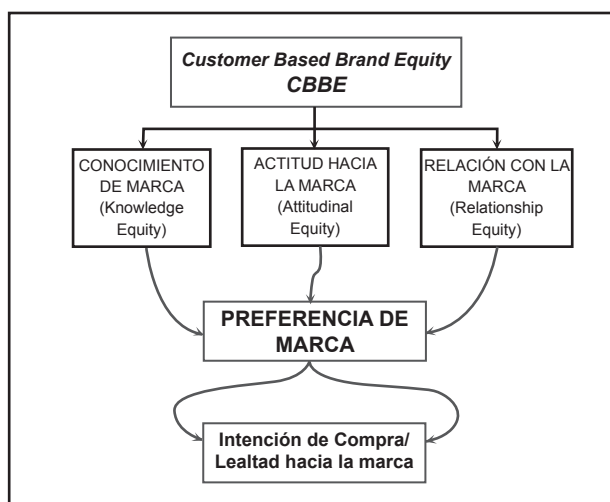 Customer Based Brand Equity
CBBE
CONOCIMIENTO
DE MARCA
(Knowledge
Equity)
ACTITUD HACIA
LA MARCA
(Attitudinal
Equity)
RELACIÓN CON LA
MARCA
(Relationship
Equity)
PREFERENCIA DE
MARCA
Intención de Compra/
Lealtad hacia la marca